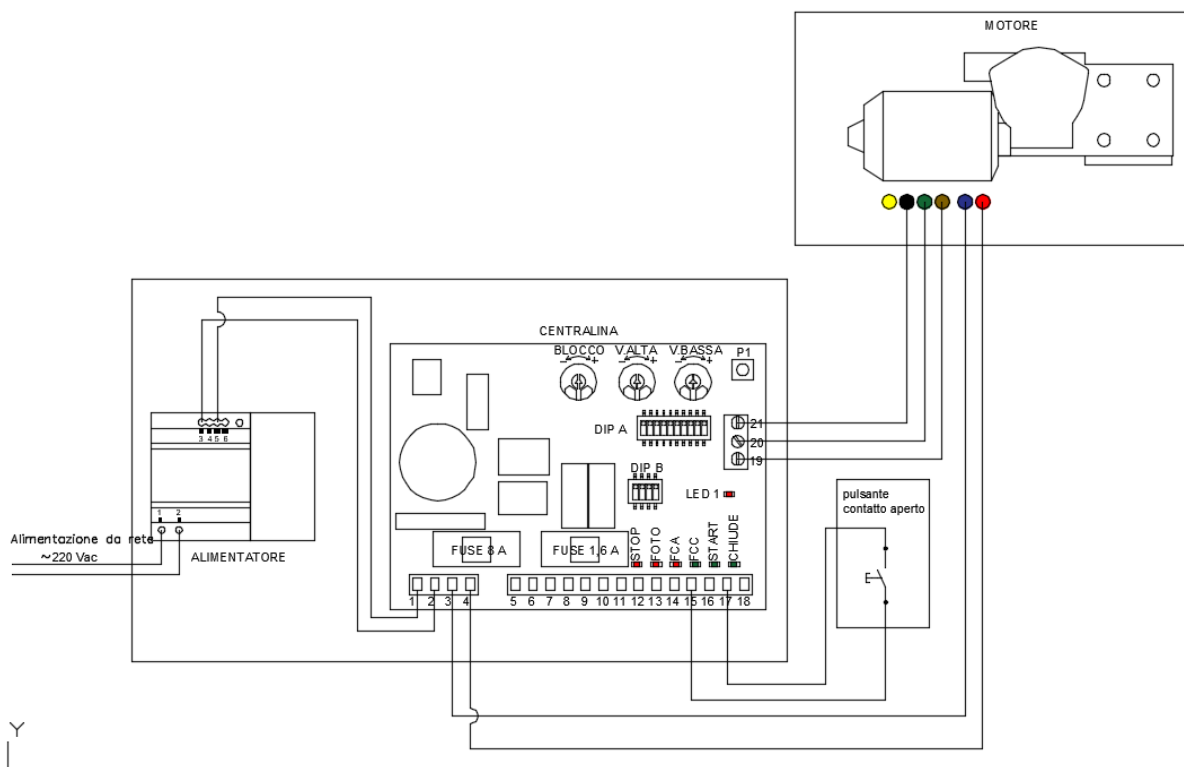 MOTORE
CENTRALINA
BLOCCO V.ALTA V.BASSA P1
- + - + - +
DIP A
21
20
19
3 4 5 6
DIP B
LED 1
pulsante
contatto aperto
1 2
Alimentazione da rete
~220 Vac
ALIMENTATORE
FUSE 8 A FUSE 1,6 A
STOP FOTO FCA FCC START CHIUDE
1 2 3 4 5 6 7 8 9 10 11 12 13 14 15 16 17 18
Y